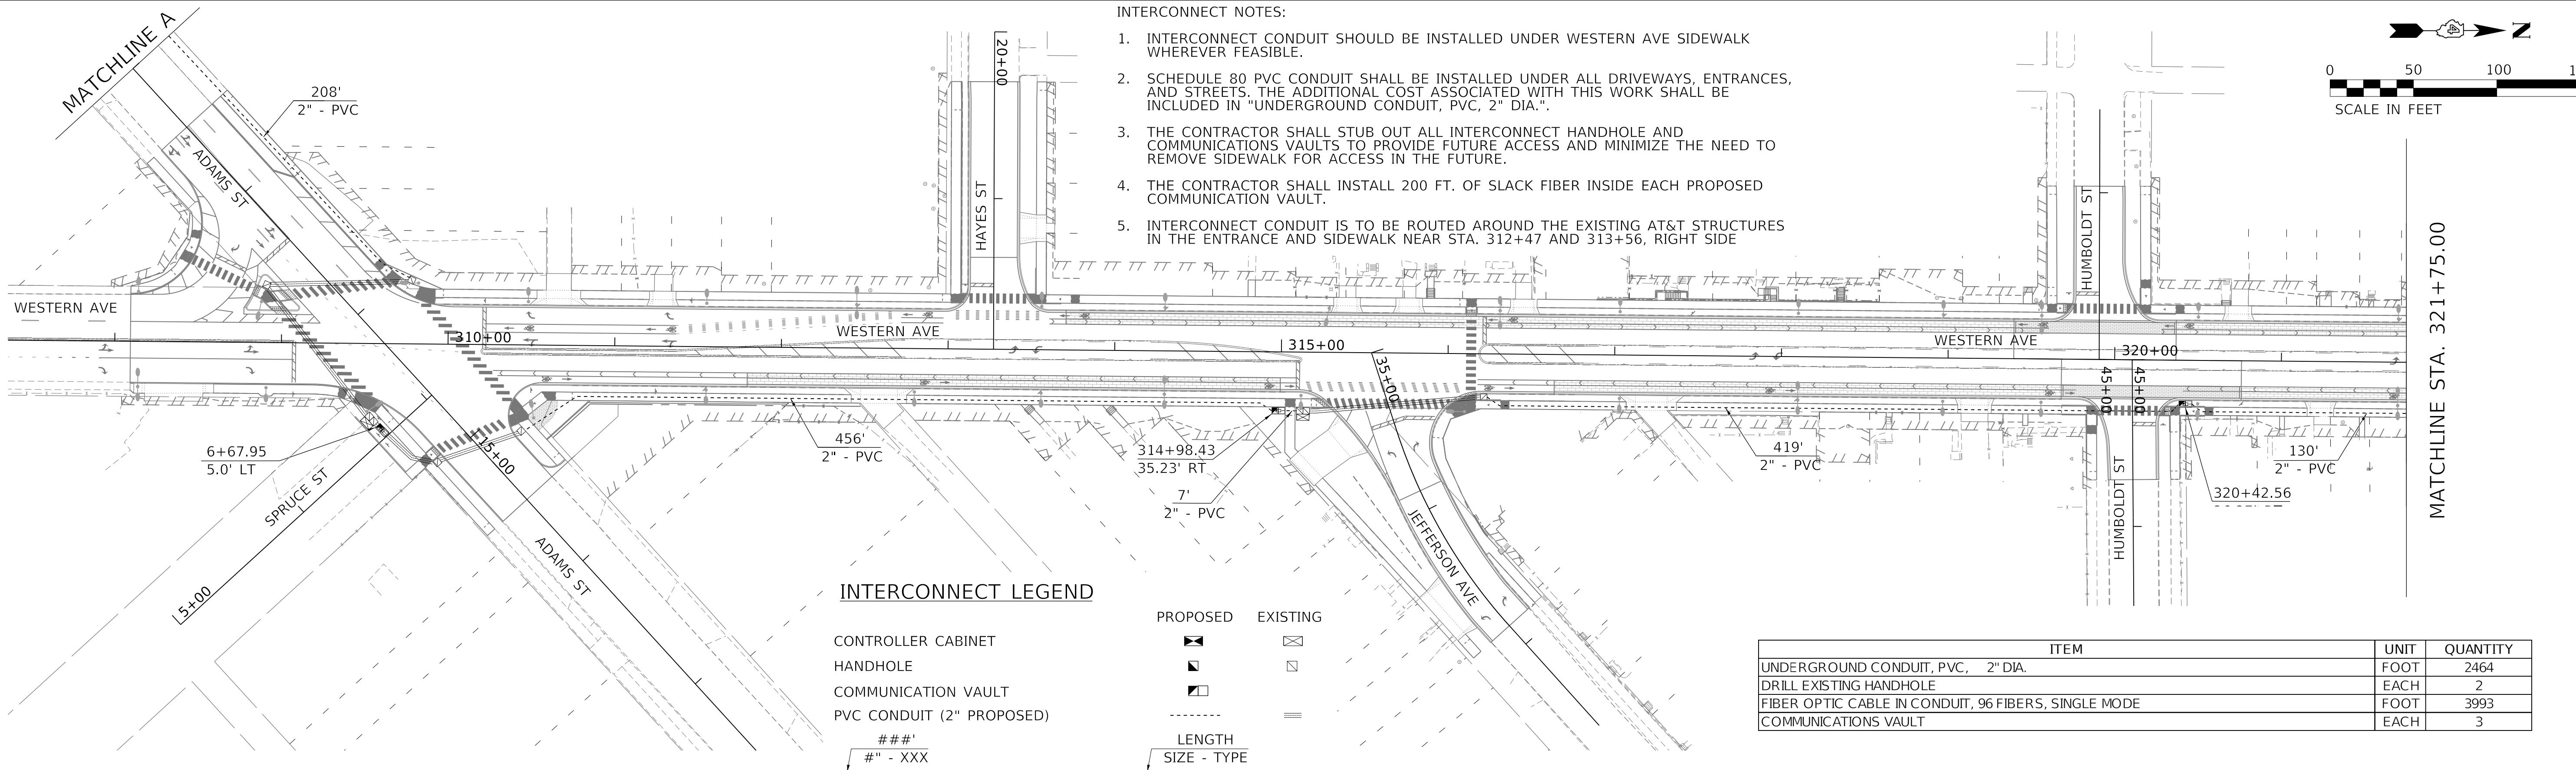 INTERCONNECT NOTES:
1. INTERCONNECT CONDUIT SHOULD BE INSTALLED UNDER WESTERN AVE SIDEWALK
WHEREVER FEASIBLE.
2. SCHEDULE 80 PVC CONDUIT SHALL BE INSTALLED UNDER ALL DRIVEWAYS, ENTRANCES,
AND STREETS. THE ADDITIONAL COST ASSOCIATED WITH THIS WORK SHALL BE
INCLUDED IN "UNDERGROUND CONDUIT, PVC, 2" DIA.".
3. THE CONTRACTOR SHALL STUB OUT ALL INTERCONNECT HANDHOLE AND
COMMUNICATIONS VAULTS TO PROVIDE FUTURE ACCESS AND MINIMIZE THE NEED TO
REMOVE SIDEWALK FOR ACCESS IN THE FUTURE.
4. THE CONTRACTOR SHALL INSTALL 200 FT. OF SLACK FIBER INSIDE EACH PROPOSED
COMMUNICATION VAULT.
5. INTERCONNECT CONDUIT IS TO BE ROUTED AROUND THE EXISTING AT&T STRUCTURES
IN THE ENTRANCE AND SIDEWALK NEAR STA. 312+47 AND 313+56, RIGHT SIDE
N
0 50 100
SCALE IN FEET
MATCHLINE A
208'
2" - PVC
ADAMS ST
20+00
HAYES ST
HUMBOLDT ST
MATCHLINE STA. 321+75.00
WESTERN AVE
310+00
WESTERN AVE
315+00
35+00
WESTERN AVE
320+00
45+00
45+00
6+67.95
5.0' LT
SPRUCE ST
15+00
456'
2" - PVC
314+98.43
35.23' RT
7'
2" - PVC
419'
2" - PVC
130'
2" - PVC
320+42.56
HUMBOLDT ST
JEFFERSON AVE
ADAMS ST
5+00
INTERCONNECT LEGEND
PROPOSED EXISTING
CONTROLLER CABINET
HANDHOLE
COMMUNICATION VAULT
PVC CONDUIT (2" PROPOSED)
###' LENGTH
#" - XXX SIZE - TYPE
ITEM UNIT QUANTITY
UNDERGROUND CONDUIT, PVC, 2" DIA. FOOT 2464
DRILL EXISTING HANDHOLE EACH 2
FIBER OPTIC CABLE IN CONDUIT, 96 FIBERS, SINGLE MODE FOOT 3993
COMMUNICATIONS VAULT EACH 3